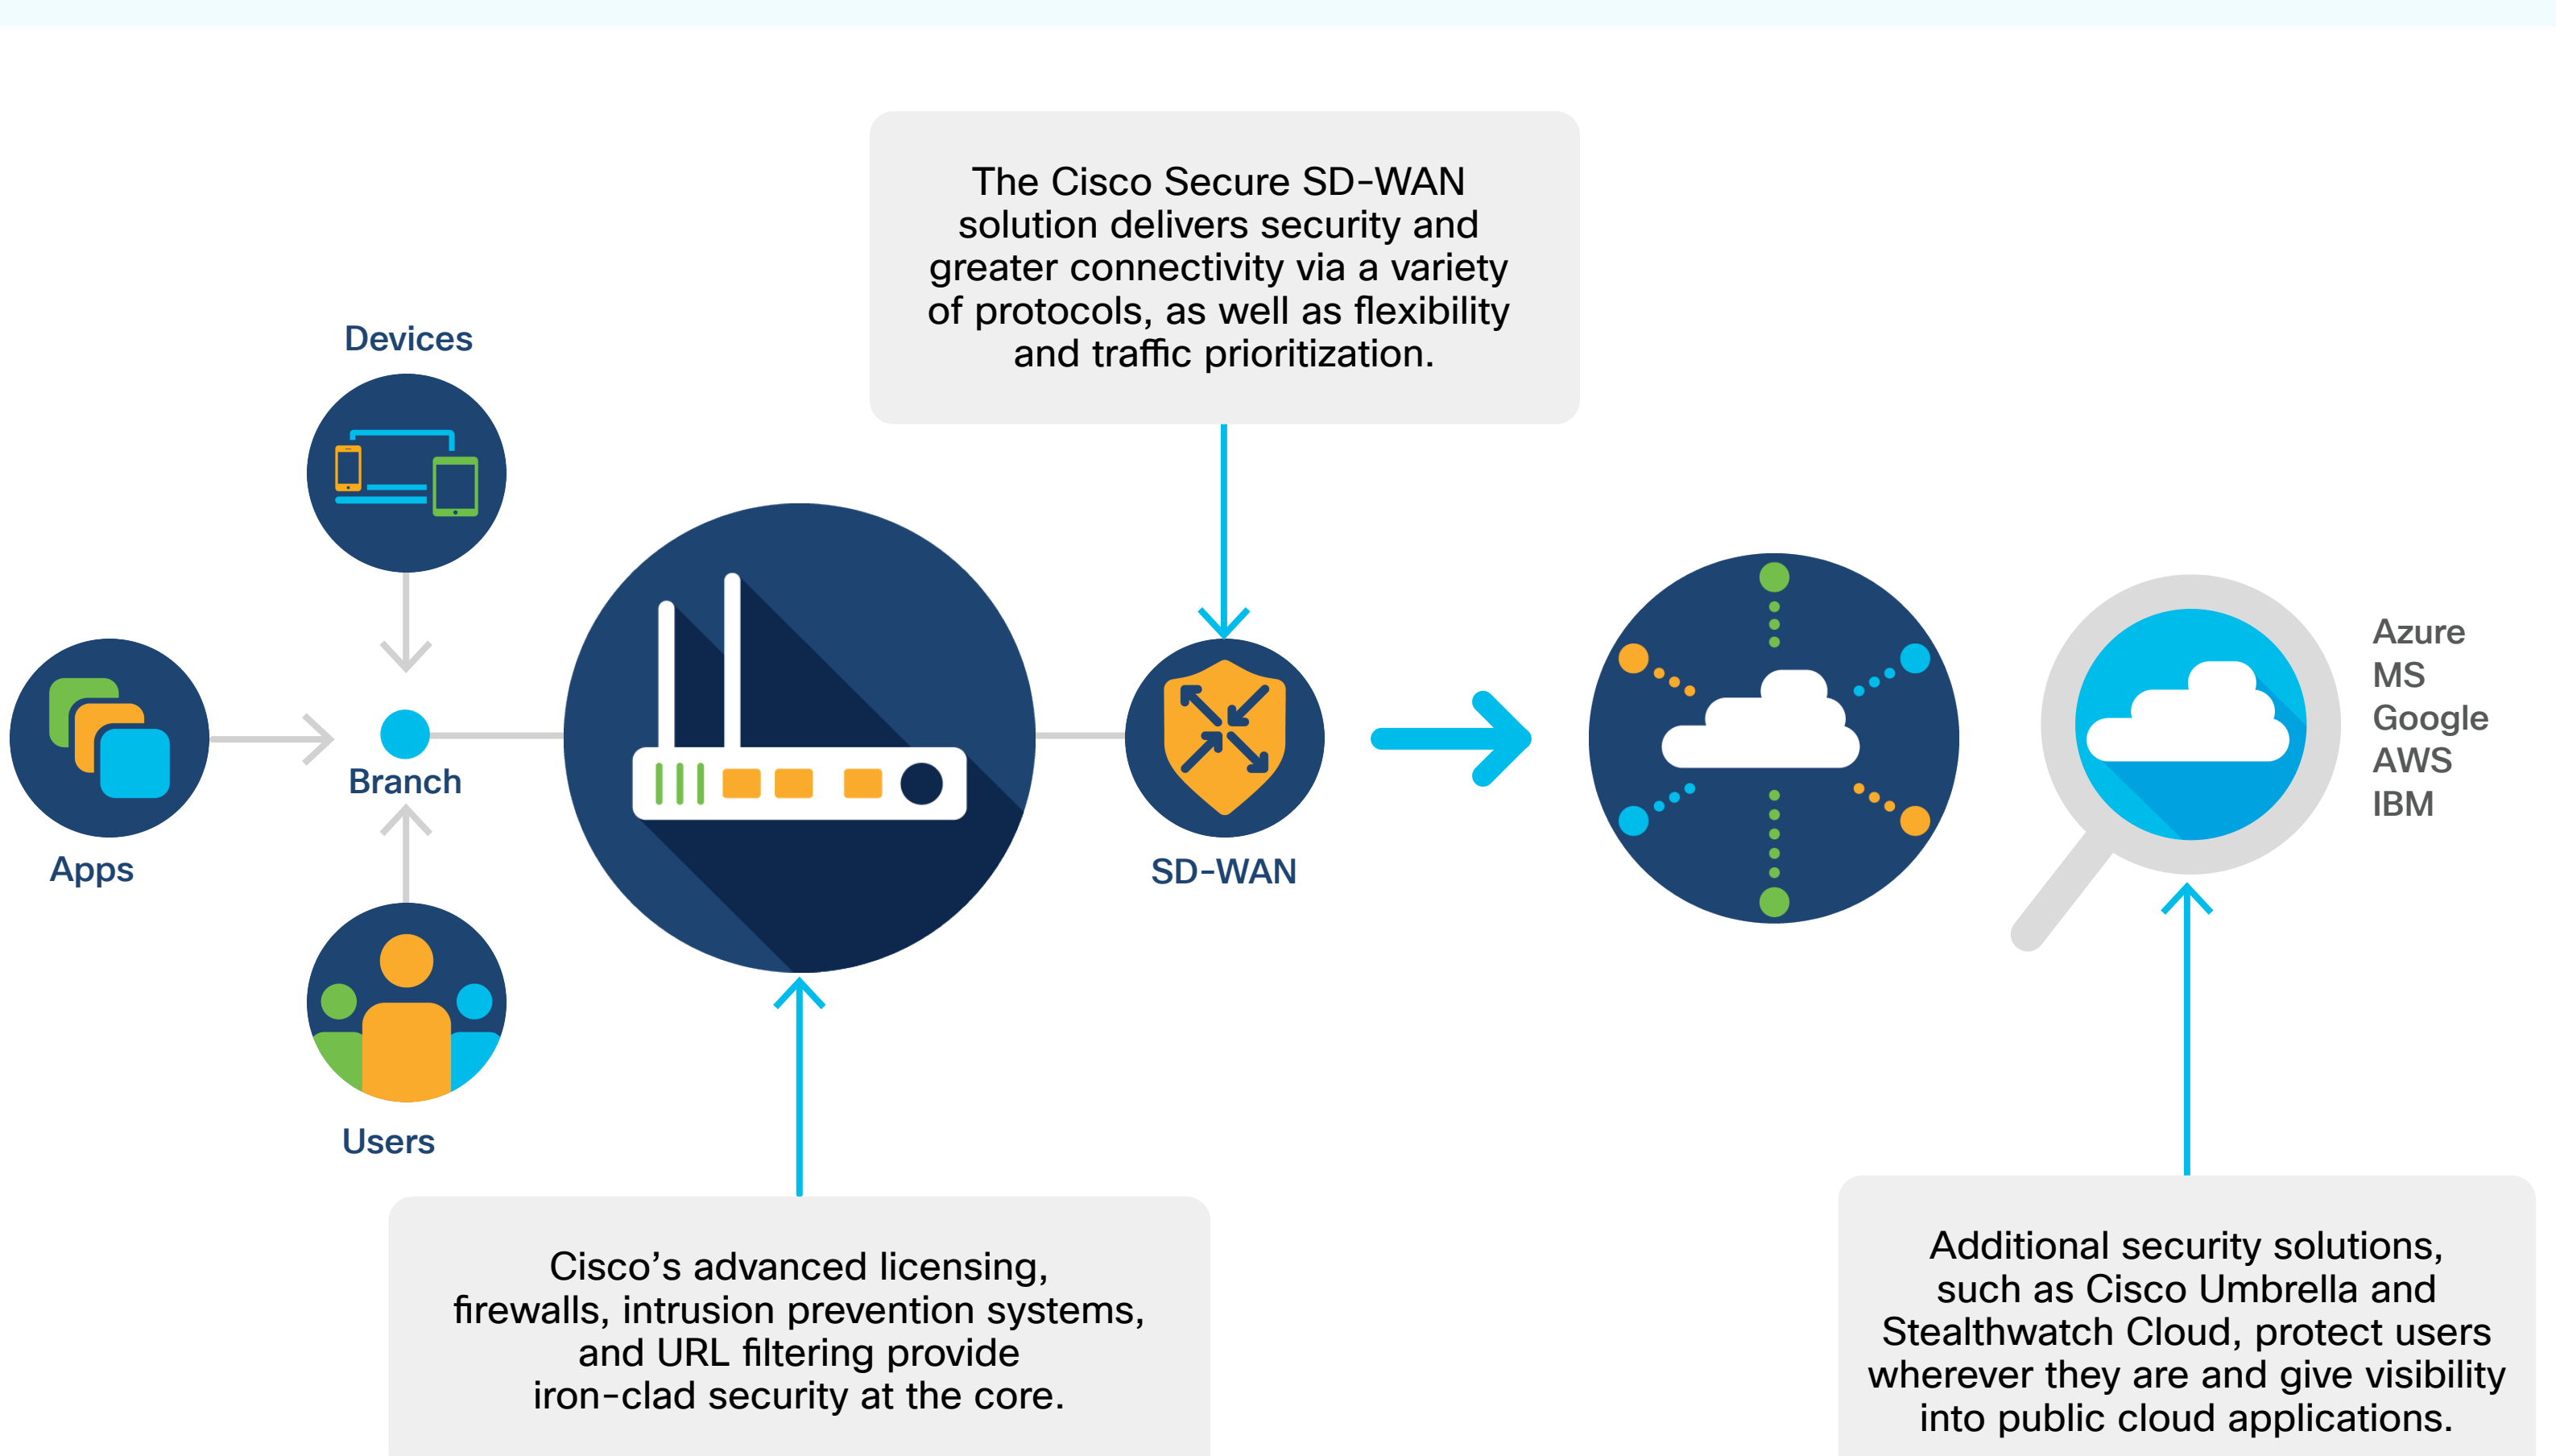 The Cisco Secure SD-WAN
solution delivers security and
greater connectivity via a variety
of protocols, as well as flexibility
and traffic prioritization.
Devices
Apps
Branch
Users
SD-WAN
Azure
MS
Google
AWS
IBM
Cisco’s advanced licensing,
firewalls, intrusion prevention systems,
and URL filtering provide
iron-clad security at the core.
Additional security solutions,
such as Cisco Umbrella and
Stealthwatch Cloud, protect users
wherever they are and give visibility
into public cloud applications.